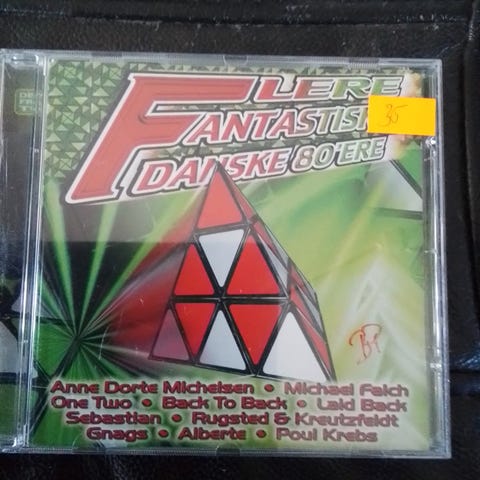 FLERE
FANTASTISKE
DANSKE 80'ERE
35
BP
Anne Dorte Michelsen • Michael Falch
One Two • Back To Back • Laid Back
Sebastian • Rugsted & Kreutzfeldt
Gnags • Alberte • Poul Krebs